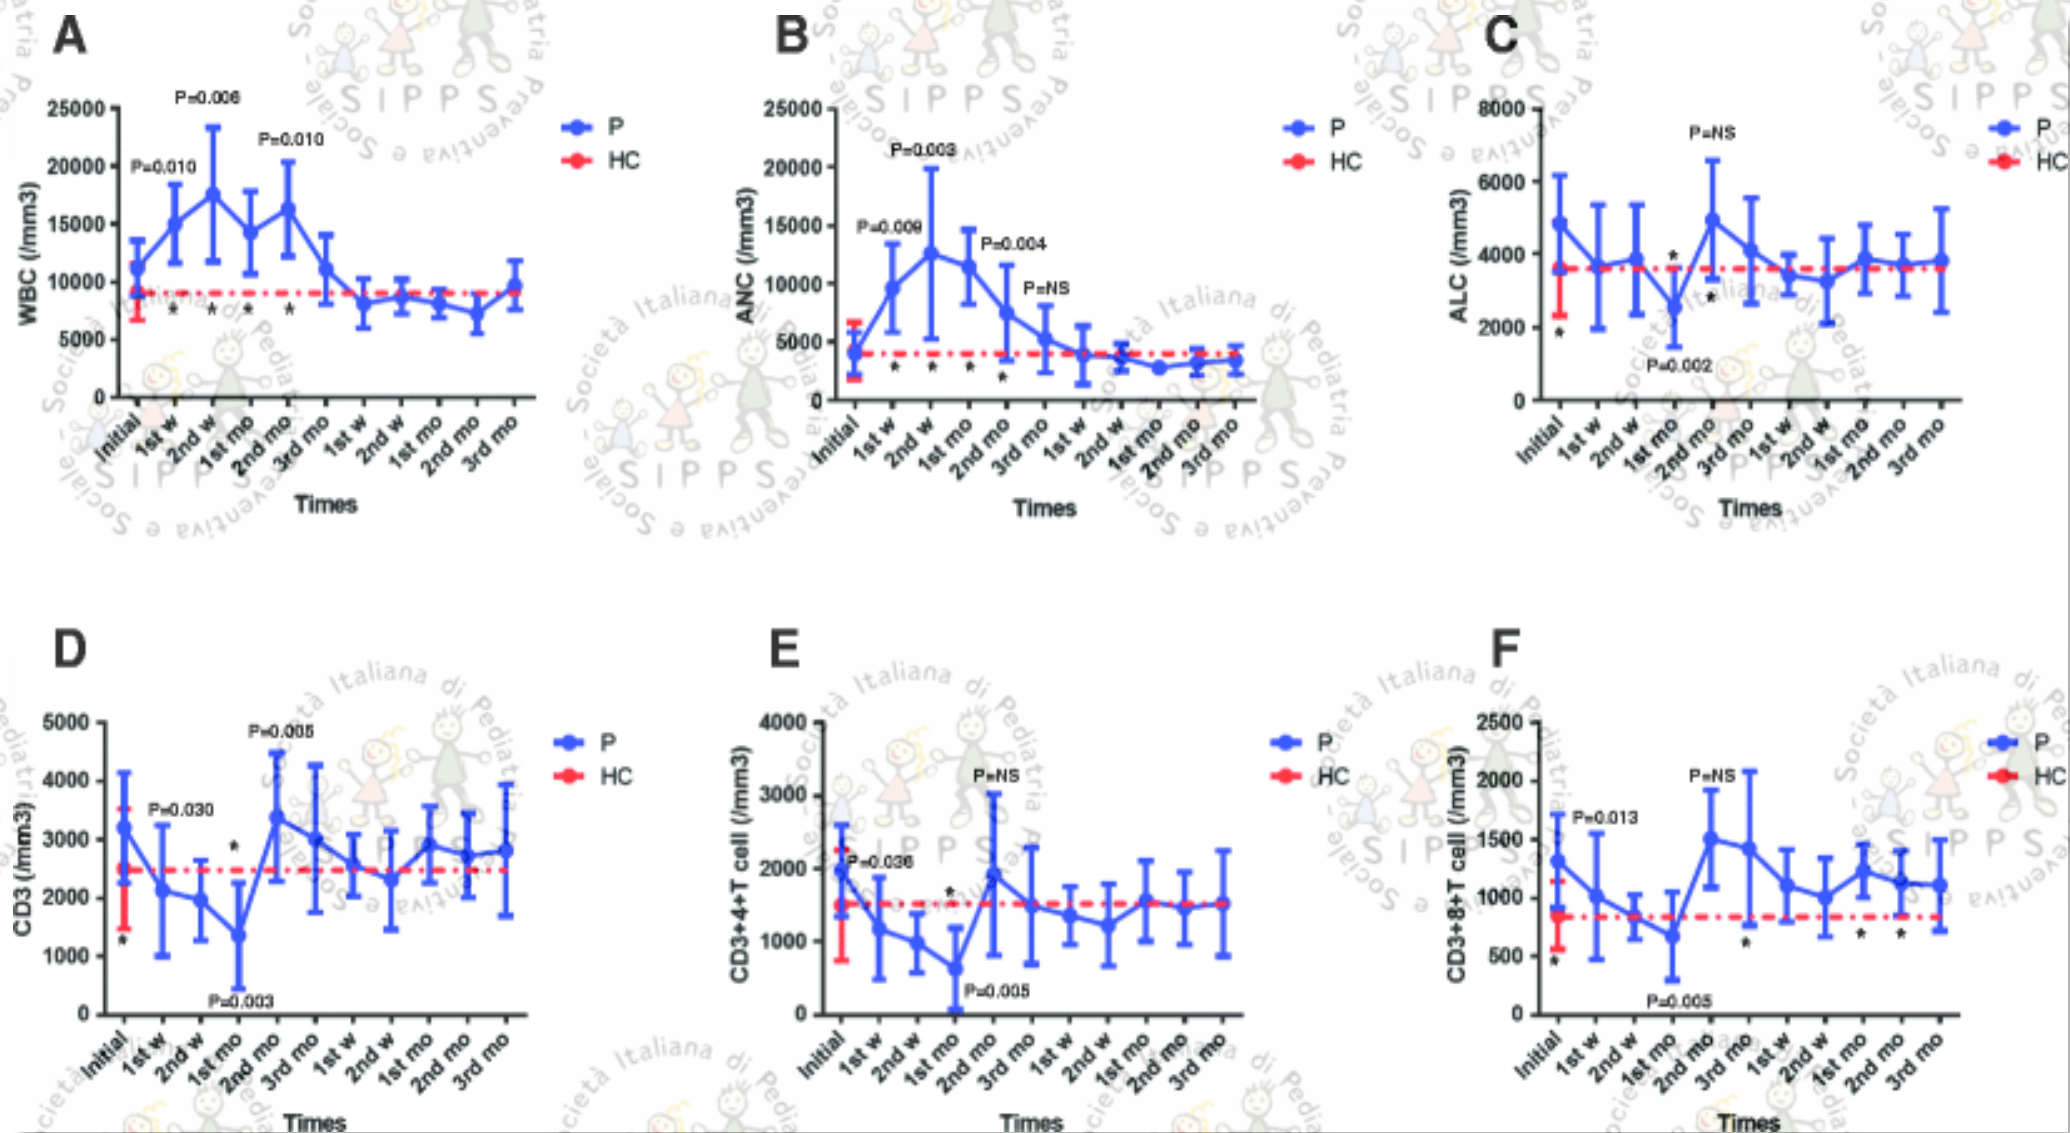 A
WBC (/mm3)
25000
20000
15000
10000
5000
0
P=0.010
P=0.006
P=0.010
* * * *
P
HC
Initial
1st w
2nd w
1st mo
2nd mo
3rd mo
1st w
2nd w
1st mo
2nd mo
3rd mo
Times
B
ANC (/mm3)
25000
20000
15000
10000
5000
0
P=0.009
P=0.003
P=0.004
P=NS
* * * *
P
HC
Initial
1st w
2nd w
1st mo
2nd mo
3rd mo
1st w
2nd w
1st mo
2nd mo
3rd mo
Times
C
ALC (/mm3)
8000
6000
4000
2000
0
P=NS
P=0.002
* * *
P
HC
Initial
1st w
2nd w
1st mo
2nd mo
3rd mo
1st w
2nd w
1st mo
2nd mo
3rd mo
Times
D
CD3 (/mm3)
5000
4000
3000
2000
1000
0
P=0.030
P=0.005
P=0.003
* *
P
HC
Initial
1st w
2nd w
1st mo
2nd mo
3rd mo
1st w
2nd w
1st mo
2nd mo
3rd mo
Times
E
CD3+4+T cell (/mm3)
4000
3000
2000
1000
0
P=0.036
P=NS
P=0.005
*
P
HC
Initial
1st w
2nd w
1st mo
2nd mo
3rd mo
1st w
2nd w
1st mo
2nd mo
3rd mo
Times
F
CD3+8+T cell (/mm3)
2500
2000
1500
1000
500
0
P=0.013
P=NS
P=0.005
* * * *
P
HC
Initial
1st w
2nd w
1st mo
2nd mo
3rd mo
1st w
2nd w
1st mo
2nd mo
3rd mo
Times
Società Italiana di Pediatria Preventiva e Sociale
SIPPS